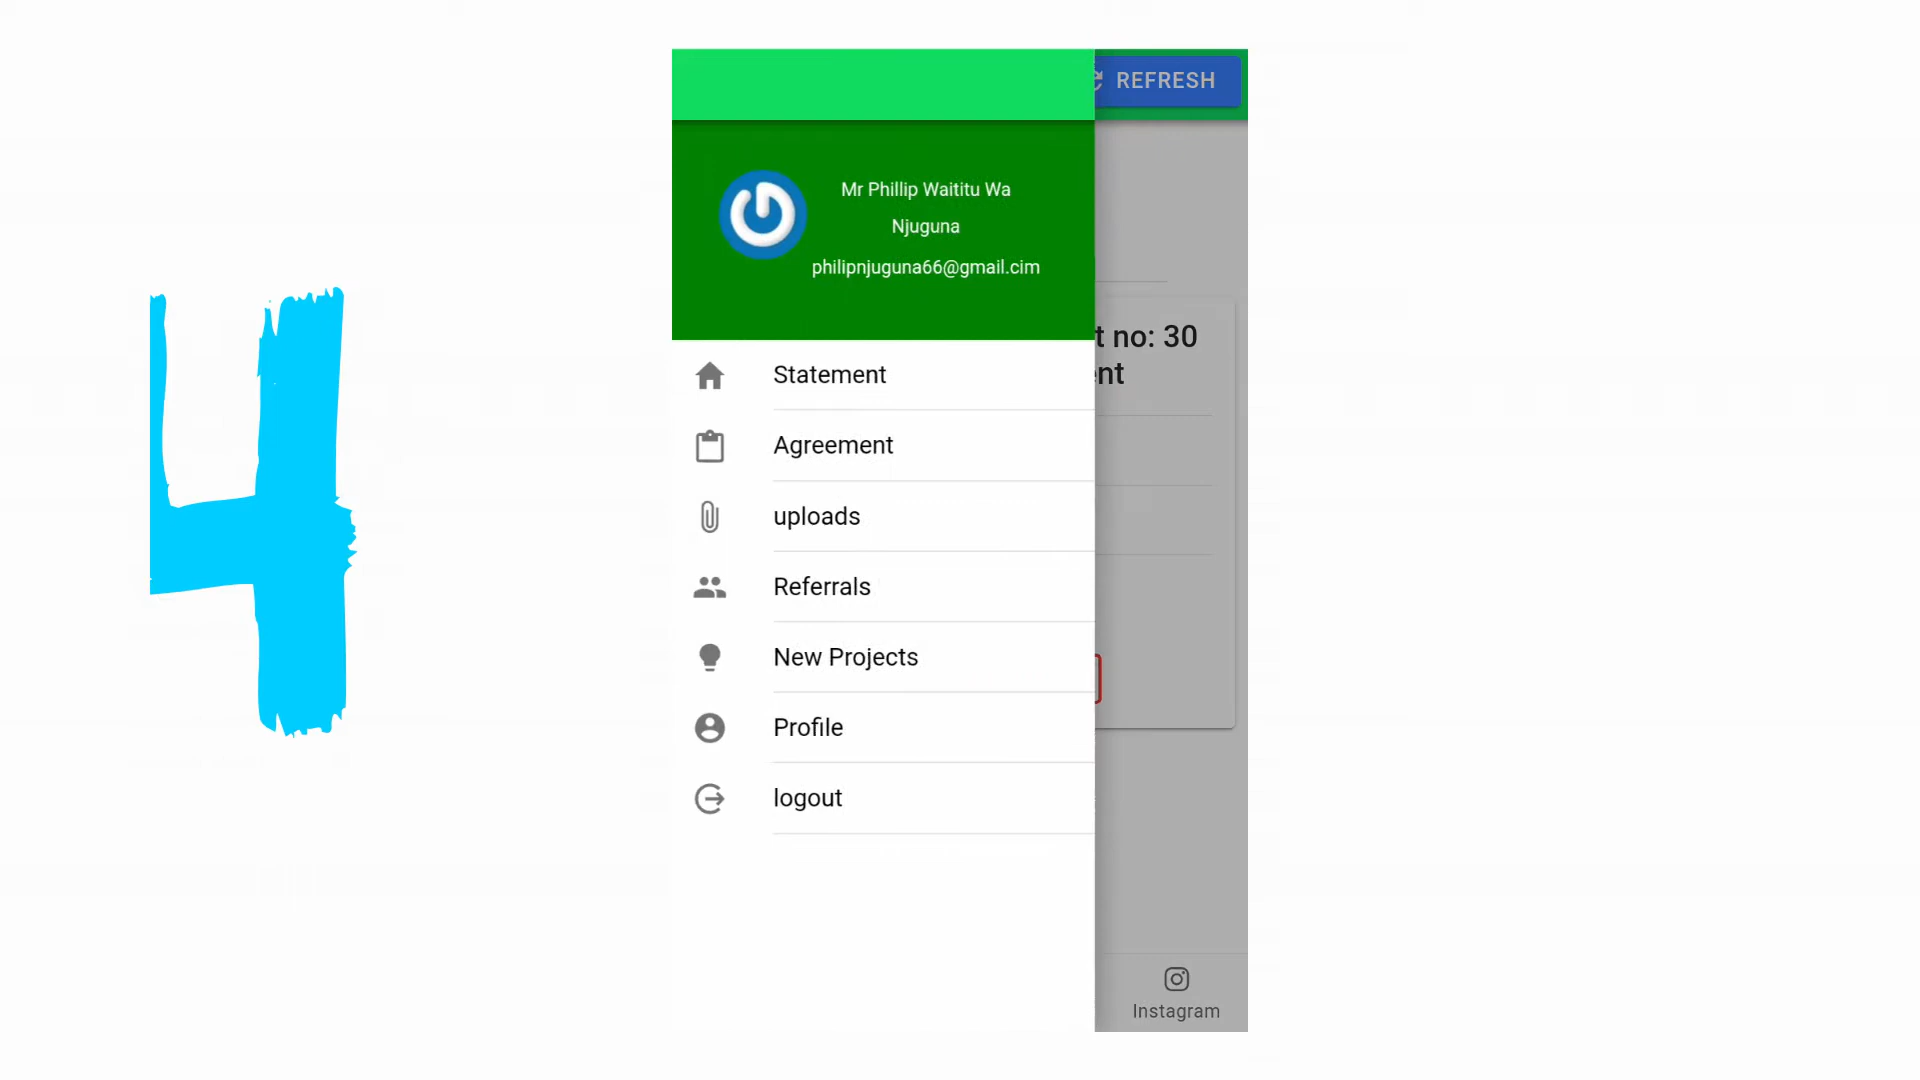 4
REFRESH
Mr Phillip Waititu Wa
Njuguna
philipnjuguna66@gmail.cim
t no: 30
nt
Statement
Agreement
uploads
Referrals
New Projects
Profile
logout
Instagram